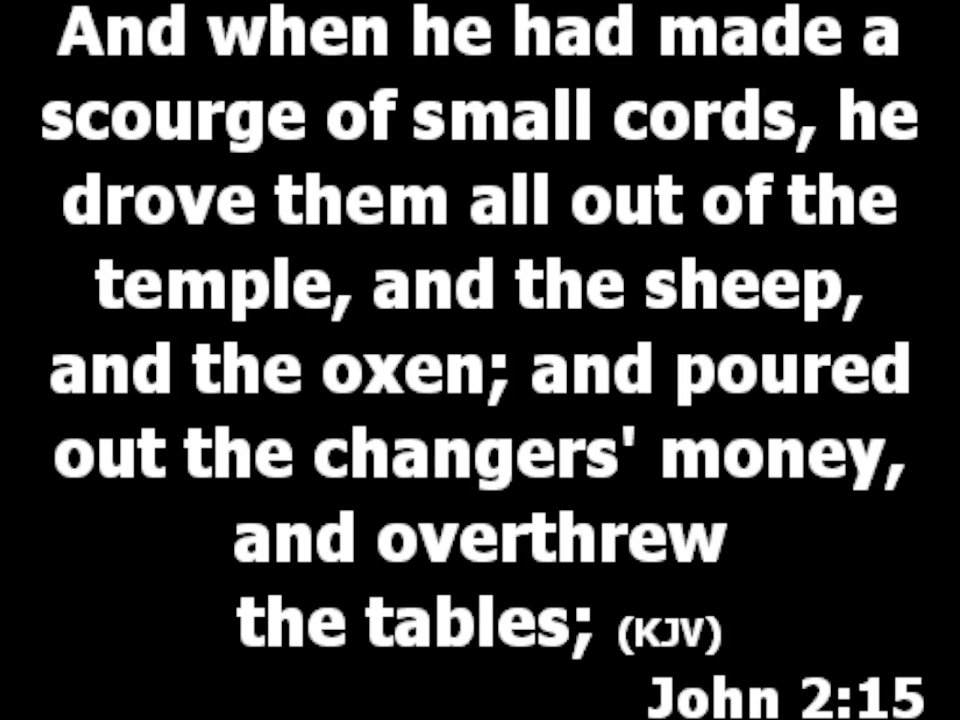 And when he had made a
scourge of small cords, he
drove them all out of the
temple, and the sheep,
and the oxen; and poured
out the changers' money,
and overthrew
the tables; (KJV)
John 2:15